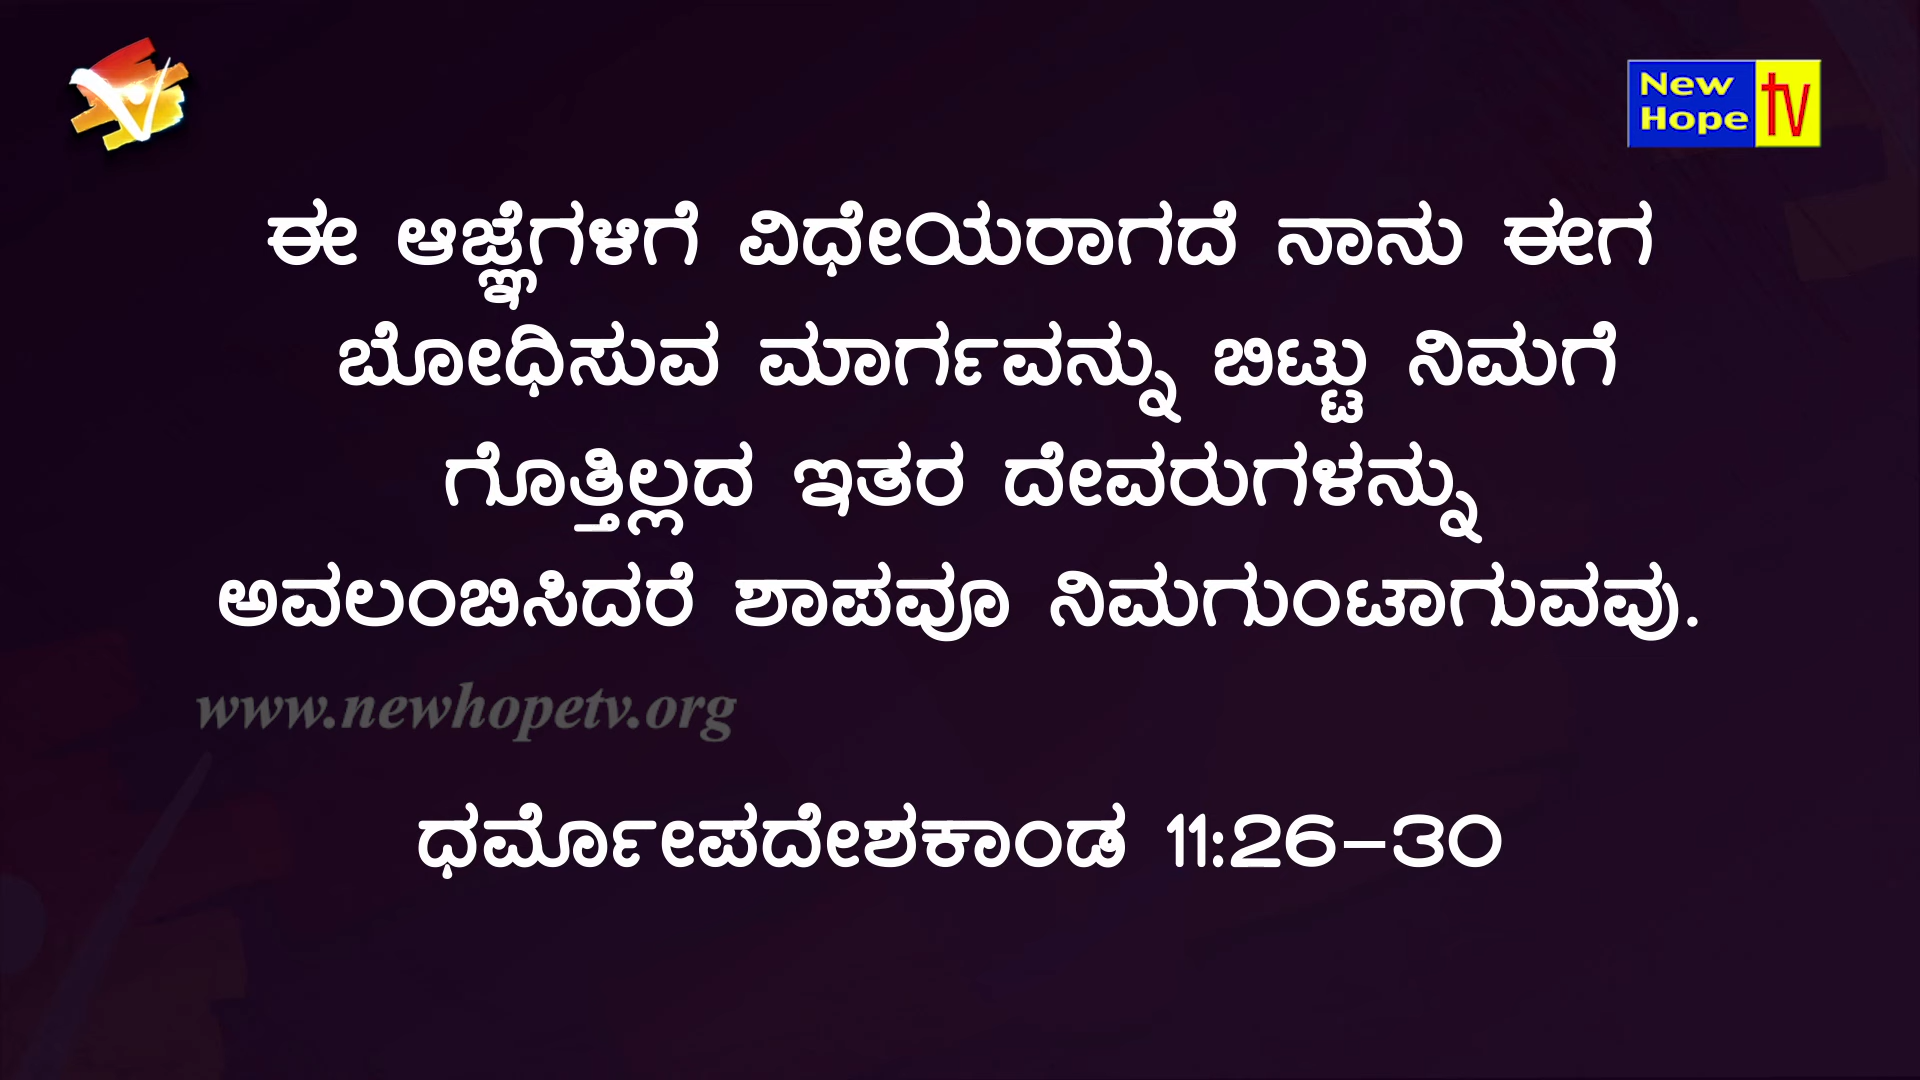 New
Hope
tv
ಈ ಆಜ್ಞೆಗಳಿಗೆ ವಿಧೇಯರಾಗದೆ ನಾನು ಈಗ
ಬೋಧಿಸುವ ಮಾರ್ಗವನ್ನು ಬಿಟ್ಟು ನಿಮಗೆ
ಗೊತ್ತಿಲ್ಲದ ಇತರ ದೇವರುಗಳನ್ನು
ಅವಲಂಬಿಸಿದರೆ ಶಾಪವೂ ನಿಮಗುಂಟಾಗುವವು.
www.newhopetv.org
ಧರ್ಮೋಪದೇಶಕಾಂಡ 11:26-30